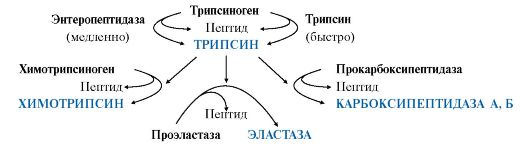 Трипсиноген
Энтеропептидаза Пептид Трипсин
(медленно) ТРИПСИН (быстро)
Химотрипсиноген Прокарбоксипептидаза
Пептид Пептид
ХИМОТРИПСИН КАРБОКСИПЕПТИДАЗА А, Б
Пептид
Проэластаза ЭЛАСТАЗА